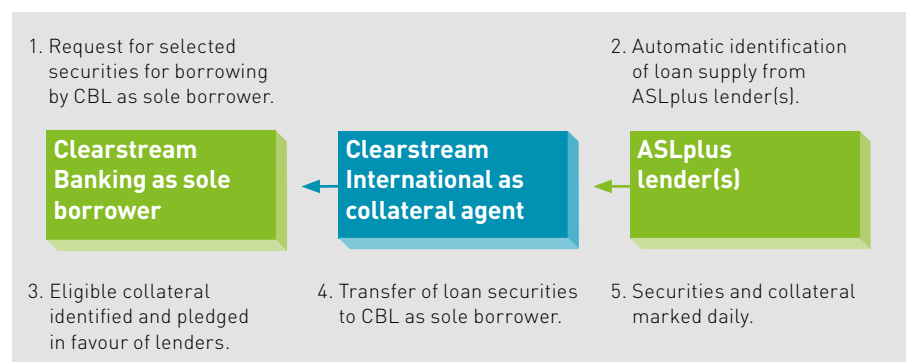 1. Request for selected
securities for borrowing
by CBL as sole borrower.
2. Automatic identification
of loan supply from
ASLplus lender(s).
Clearstream
Banking as sole
borrower
Clearstream
International as
collateral agent
ASLplus
lender(s)
3. Eligible collateral
identified and pledged
in favour of lenders.
4. Transfer of loan securities
to CBL as sole borrower.
5. Securities and collateral
marked daily.